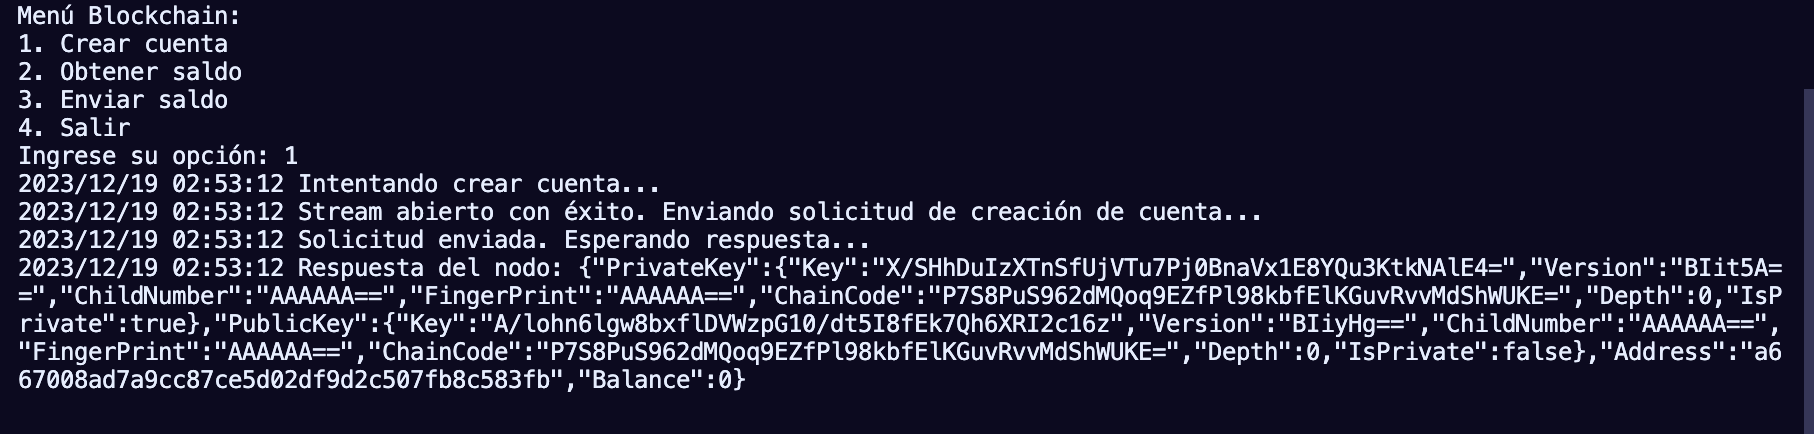 Menú Blockchain:
1. Crear cuenta
2. Obtener saldo
3. Enviar saldo
4. Salir
Ingrese su opción: 1
2023/12/19 02:53:12 Intentando crear cuenta...
2023/12/19 02:53:12 Stream abierto con éxito. Enviando solicitud de creación de cuenta...
2023/12/19 02:53:12 Solicitud enviada. Esperando respuesta...
2023/12/19 02:53:12 Respuesta del nodo: {"PrivateKey":{"Key":"X/SHhDuIzXTnSfUjVTu7Pj0BnaVx1E8YQu3KtkNAlE4=","Version":"BIit5A=
=","ChildNumber":"AAAAAA==","FingerPrint":"AAAAAA==","ChainCode":"P7S8PuS962dMQoq9EZfPl98kbfElKGuvRvvMdShWUKE=","Depth":0,"IsP
rivate":true},"PublicKey":{"Key":"A/lohn6lgw8bxflDVWzpG10/dt5I8fEk7Qh6XRI2c16z","Version":"BIiyHg==","ChildNumber":"AAAAAA==",
"FingerPrint":"AAAAAA==","ChainCode":"P7S8PuS962dMQoq9EZfPl98kbfElKGuvRvvMdShWUKE=","Depth":0,"IsPrivate":false},"Address":"a6
67008ad7a9cc87ce5d02df9d2c507fb8c583fb","Balance":0}